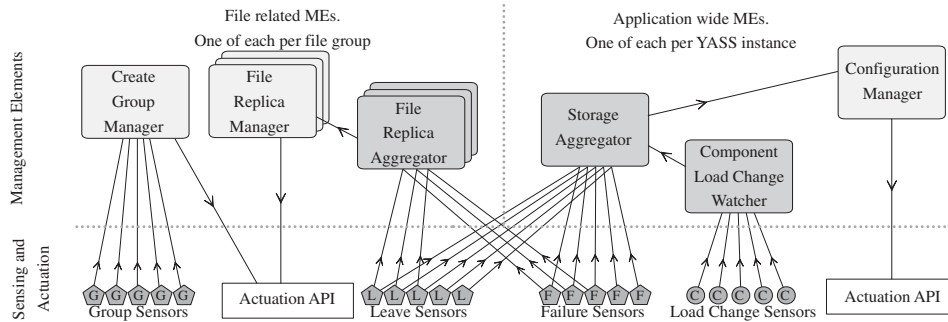 File related MEs.
One of each per file group
Application wide MEs.
One of each per YASS instance
Management Elements
Create
Group
Manager
File
Replica
Manager
File
Replica
Aggregator
Storage
Aggregator
Component
Load Change
Watcher
Configuration
Manager
Sensing and
Actuation
G G G G G
Group Sensors
Actuation API
L L L L L
Leave Sensors
F F F F F
Failure Sensors
C C C C C
Load Change Sensors
Actuation API